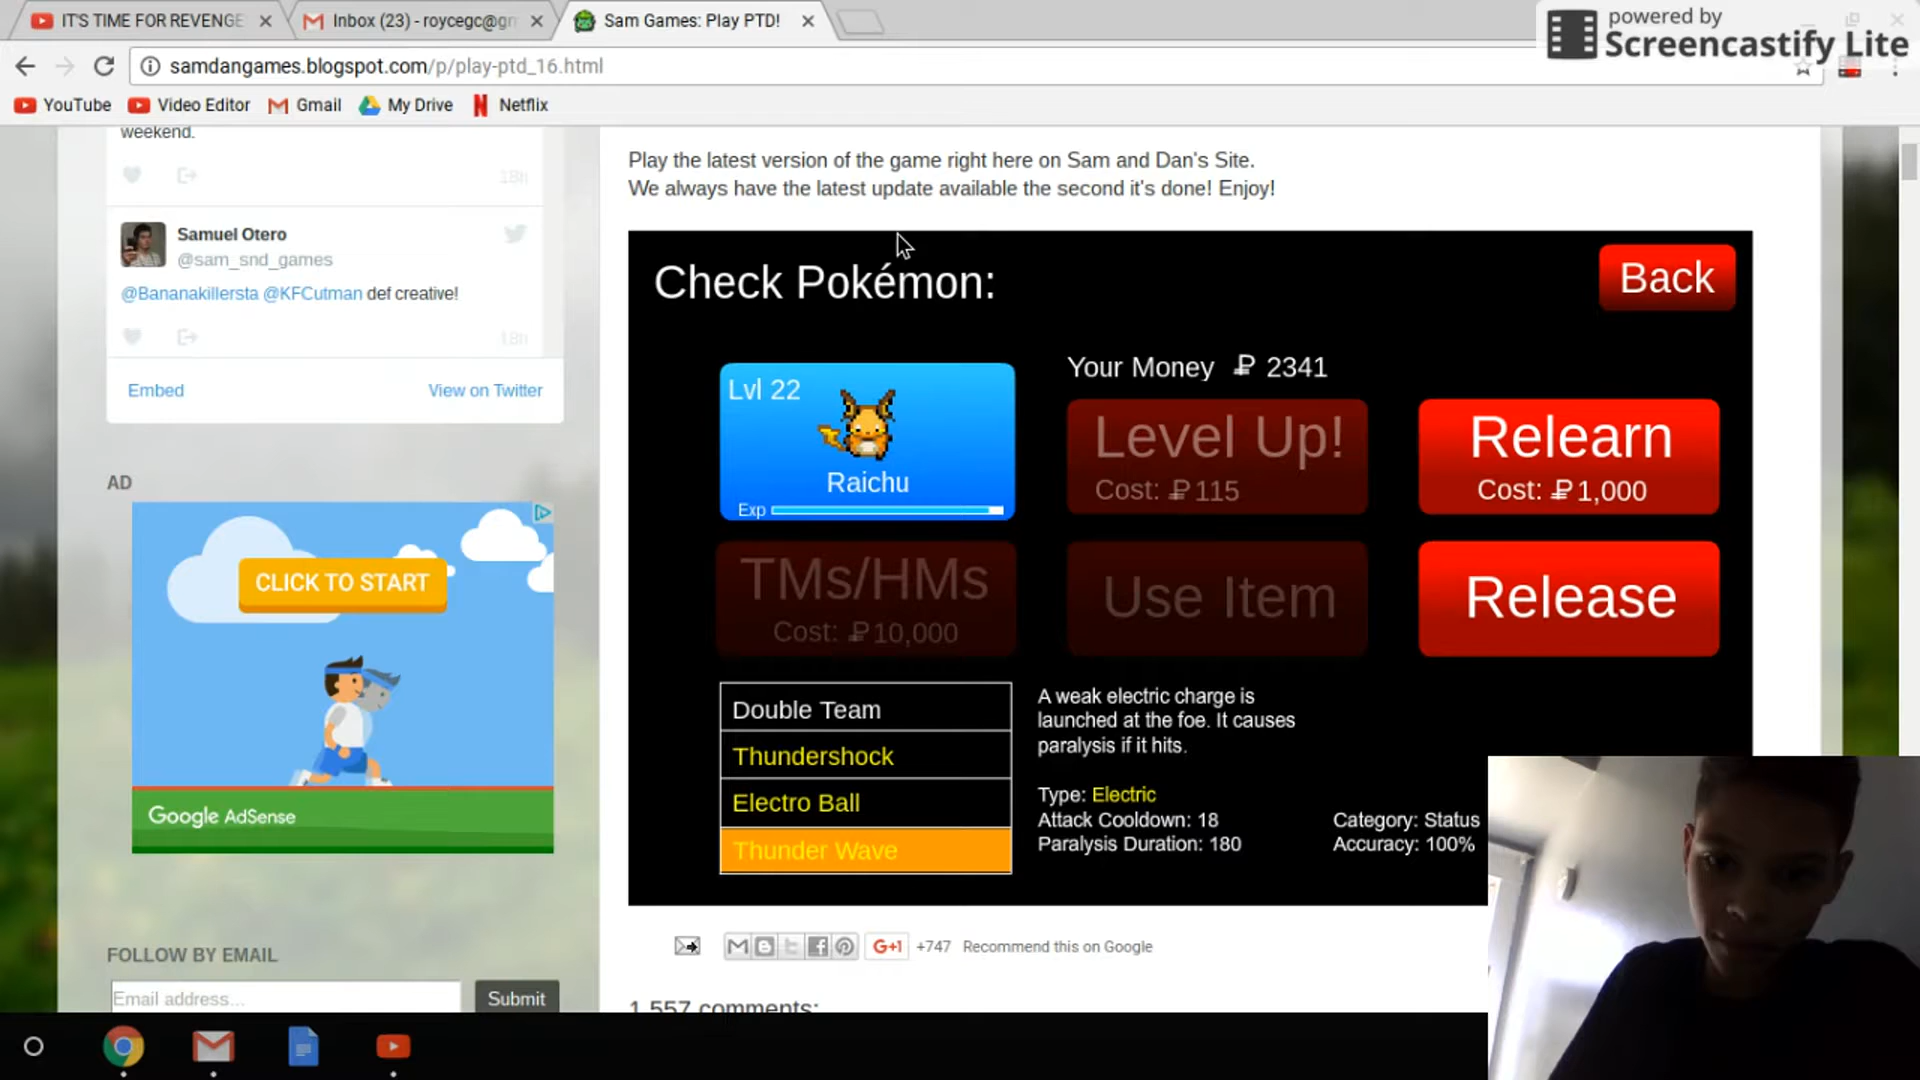 IT'S TIME FOR REVENGE
Inbox (23) - roycegc@gm
Sam Games: Play PTD!
powered by
Screencastify Lite
samdangames.blogspot.com/p/play-ptd_16.html
YouTube
Video Editor
Gmail
My Drive
Netflix
weekend.
18h
Samuel Otero
@sam_snd_games
@Bananakillersta @KFCutman def creative!
18h
Embed
View on Twitter
AD
CLICK TO START
Google AdSense
FOLLOW BY EMAIL
Email address...
Submit
Play the latest version of the game right here on Sam and Dan's Site.
We always have the latest update available the second it's done! Enjoy!
Check Pokémon:
Back
Lvl 22
Raichu
Exp
Your Money ₽ 2341
Level Up!
Cost: ₽115
Relearn
Cost: ₽1,000
TMs/HMs
Cost: ₽10,000
Use Item
Release
Double Team
Thundershock
Electro Ball
Thunder Wave
A weak electric charge is
launched at the foe. It causes
paralysis if it hits.
Type: Electric
Attack Cooldown: 18
Category: Status
Paralysis Duration: 180
Accuracy: 100%
G+1
+747
Recommend this on Google
1,557 comments: